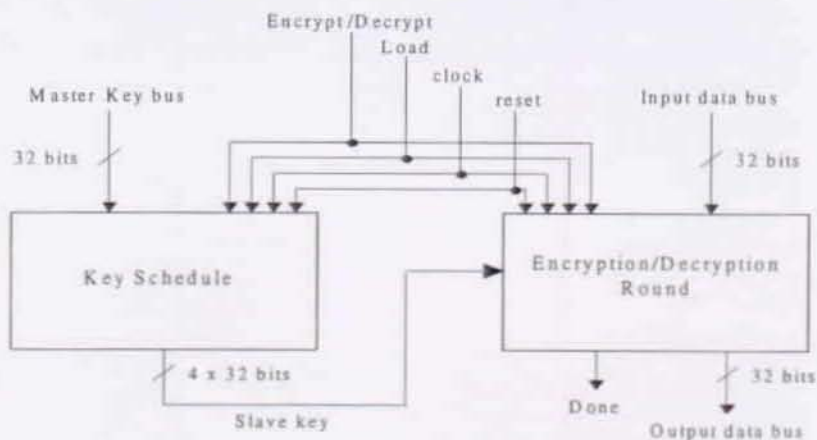 Encrypt/Decrypt
Load
clock
reset
Master Key bus
Input data bus
32 bits
32 bits
Key Schedule
Encryption/Decryption
Round
4 x 32 bits
32 bits
Slave key
Done
Output data bus